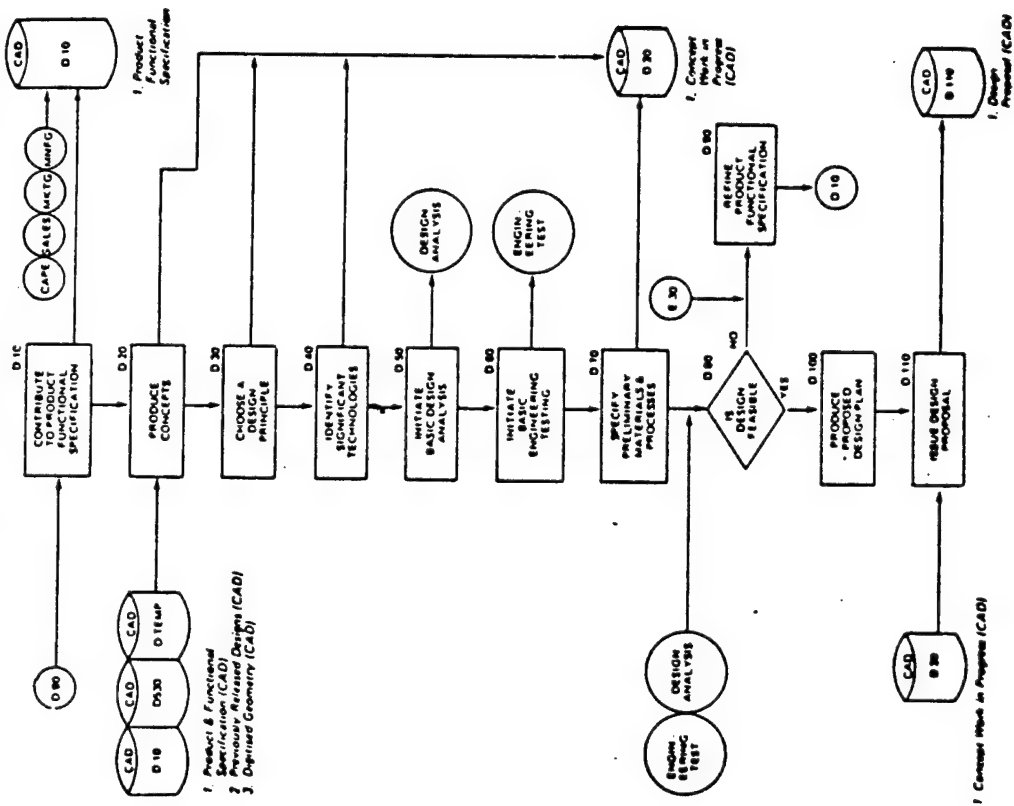 CAD
D 10
1. Product
Functional
Specification
CAPE
SALES
MKTG
MNFG
D 10
CONTRIBUTE
TO PRODUCT
FUNCTIONAL
SPECIFICATION
D 90
D 20
PRODUCE
CONCEPTS
CAD
D 10
CAD
DS30
CAD
D TEMP
1. Product & Functional
Specification (CAD)
2 Previously Released Designs (CAD)
3. Digitised Geometry (CAD)
D 30
CHOOSE A
DESIGN
PRINCIPLE
D 40
IDENTIFY
SIGNIFICANT
TECHNOLOGIES
D 50
INITIATE
BASIC DESIGN
ANALYSIS
DESIGN
ANALYSIS
D 60
INITIATE
BASIC
ENGINEERING
TESTING
ENGIN-
EERING
TEST
D 70
SPECIFY
PRELIMINARY
MATERIALS &
PROCESSES
CAD
D 20
1. Concept
Work in
Progress
(CAD)
ENGIN-
EERING
TEST
DESIGN
ANALYSIS
D 80
IS
DESIGN
FEASIBLE
NO
YES
E 30
D 90
REFINE
PRODUCT
FUNCTIONAL
SPECIFICATION
D 10
D 100
PRODUCE
PROPOSED
DESIGN PLAN
D 110
ISSUE DESIGN
PROPOSAL
CAD
D 20
1 Concept Work in Progress (CAD)
CAD
D 110
1. Design
Proposal (CAD)